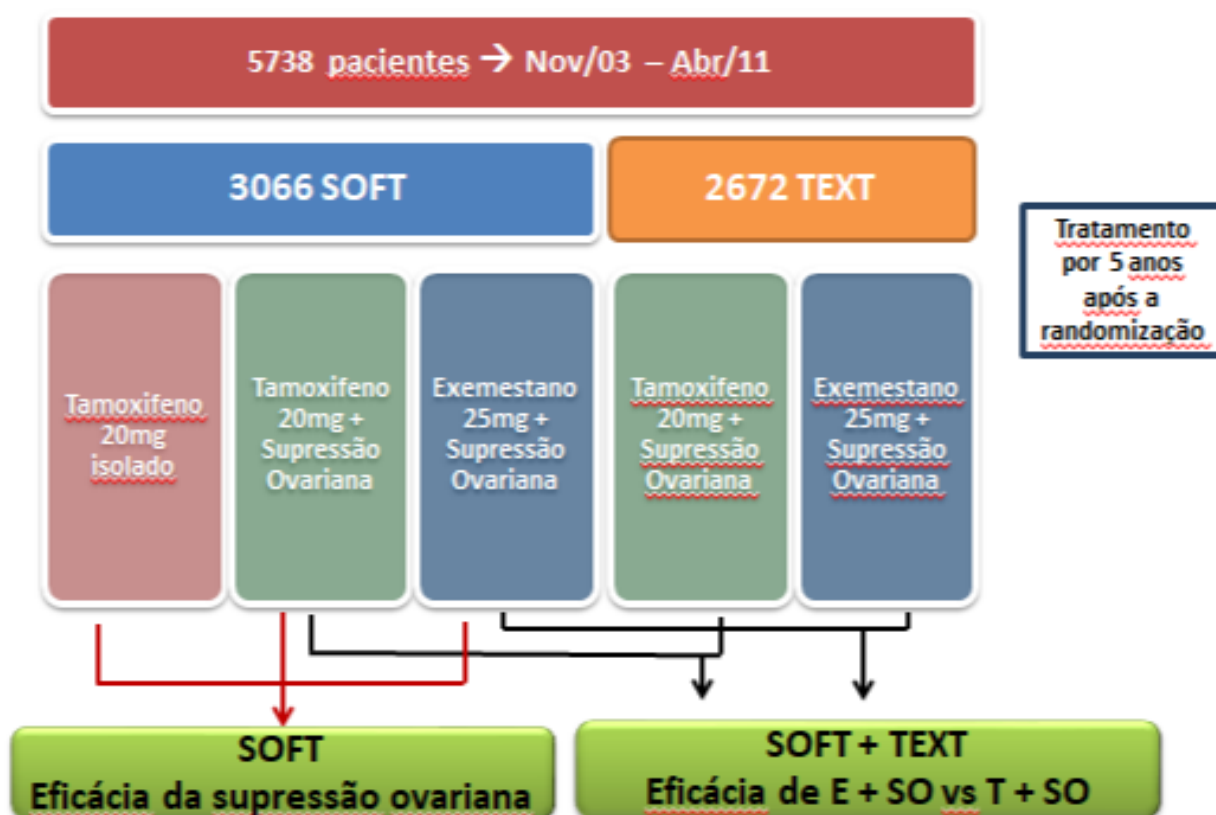 5738 pacientes → Nov/03 – Abr/11
3066 SOFT
2672 TEXT
Tratamento
por 5 anos
após a
randomização
Tamoxifeno
20mg
isolado
Tamoxifeno
20mg +
Supressão
Ovariana
Exemestano
25mg +
Supressão
Ovariana
Tamoxifeno
20mg +
Supressão
Ovariana
Exemestano
25mg +
Supressão
Ovariana
SOFT
Eficácia da supressão ovariana
SOFT + TEXT
Eficácia de E + SO vs T + SO